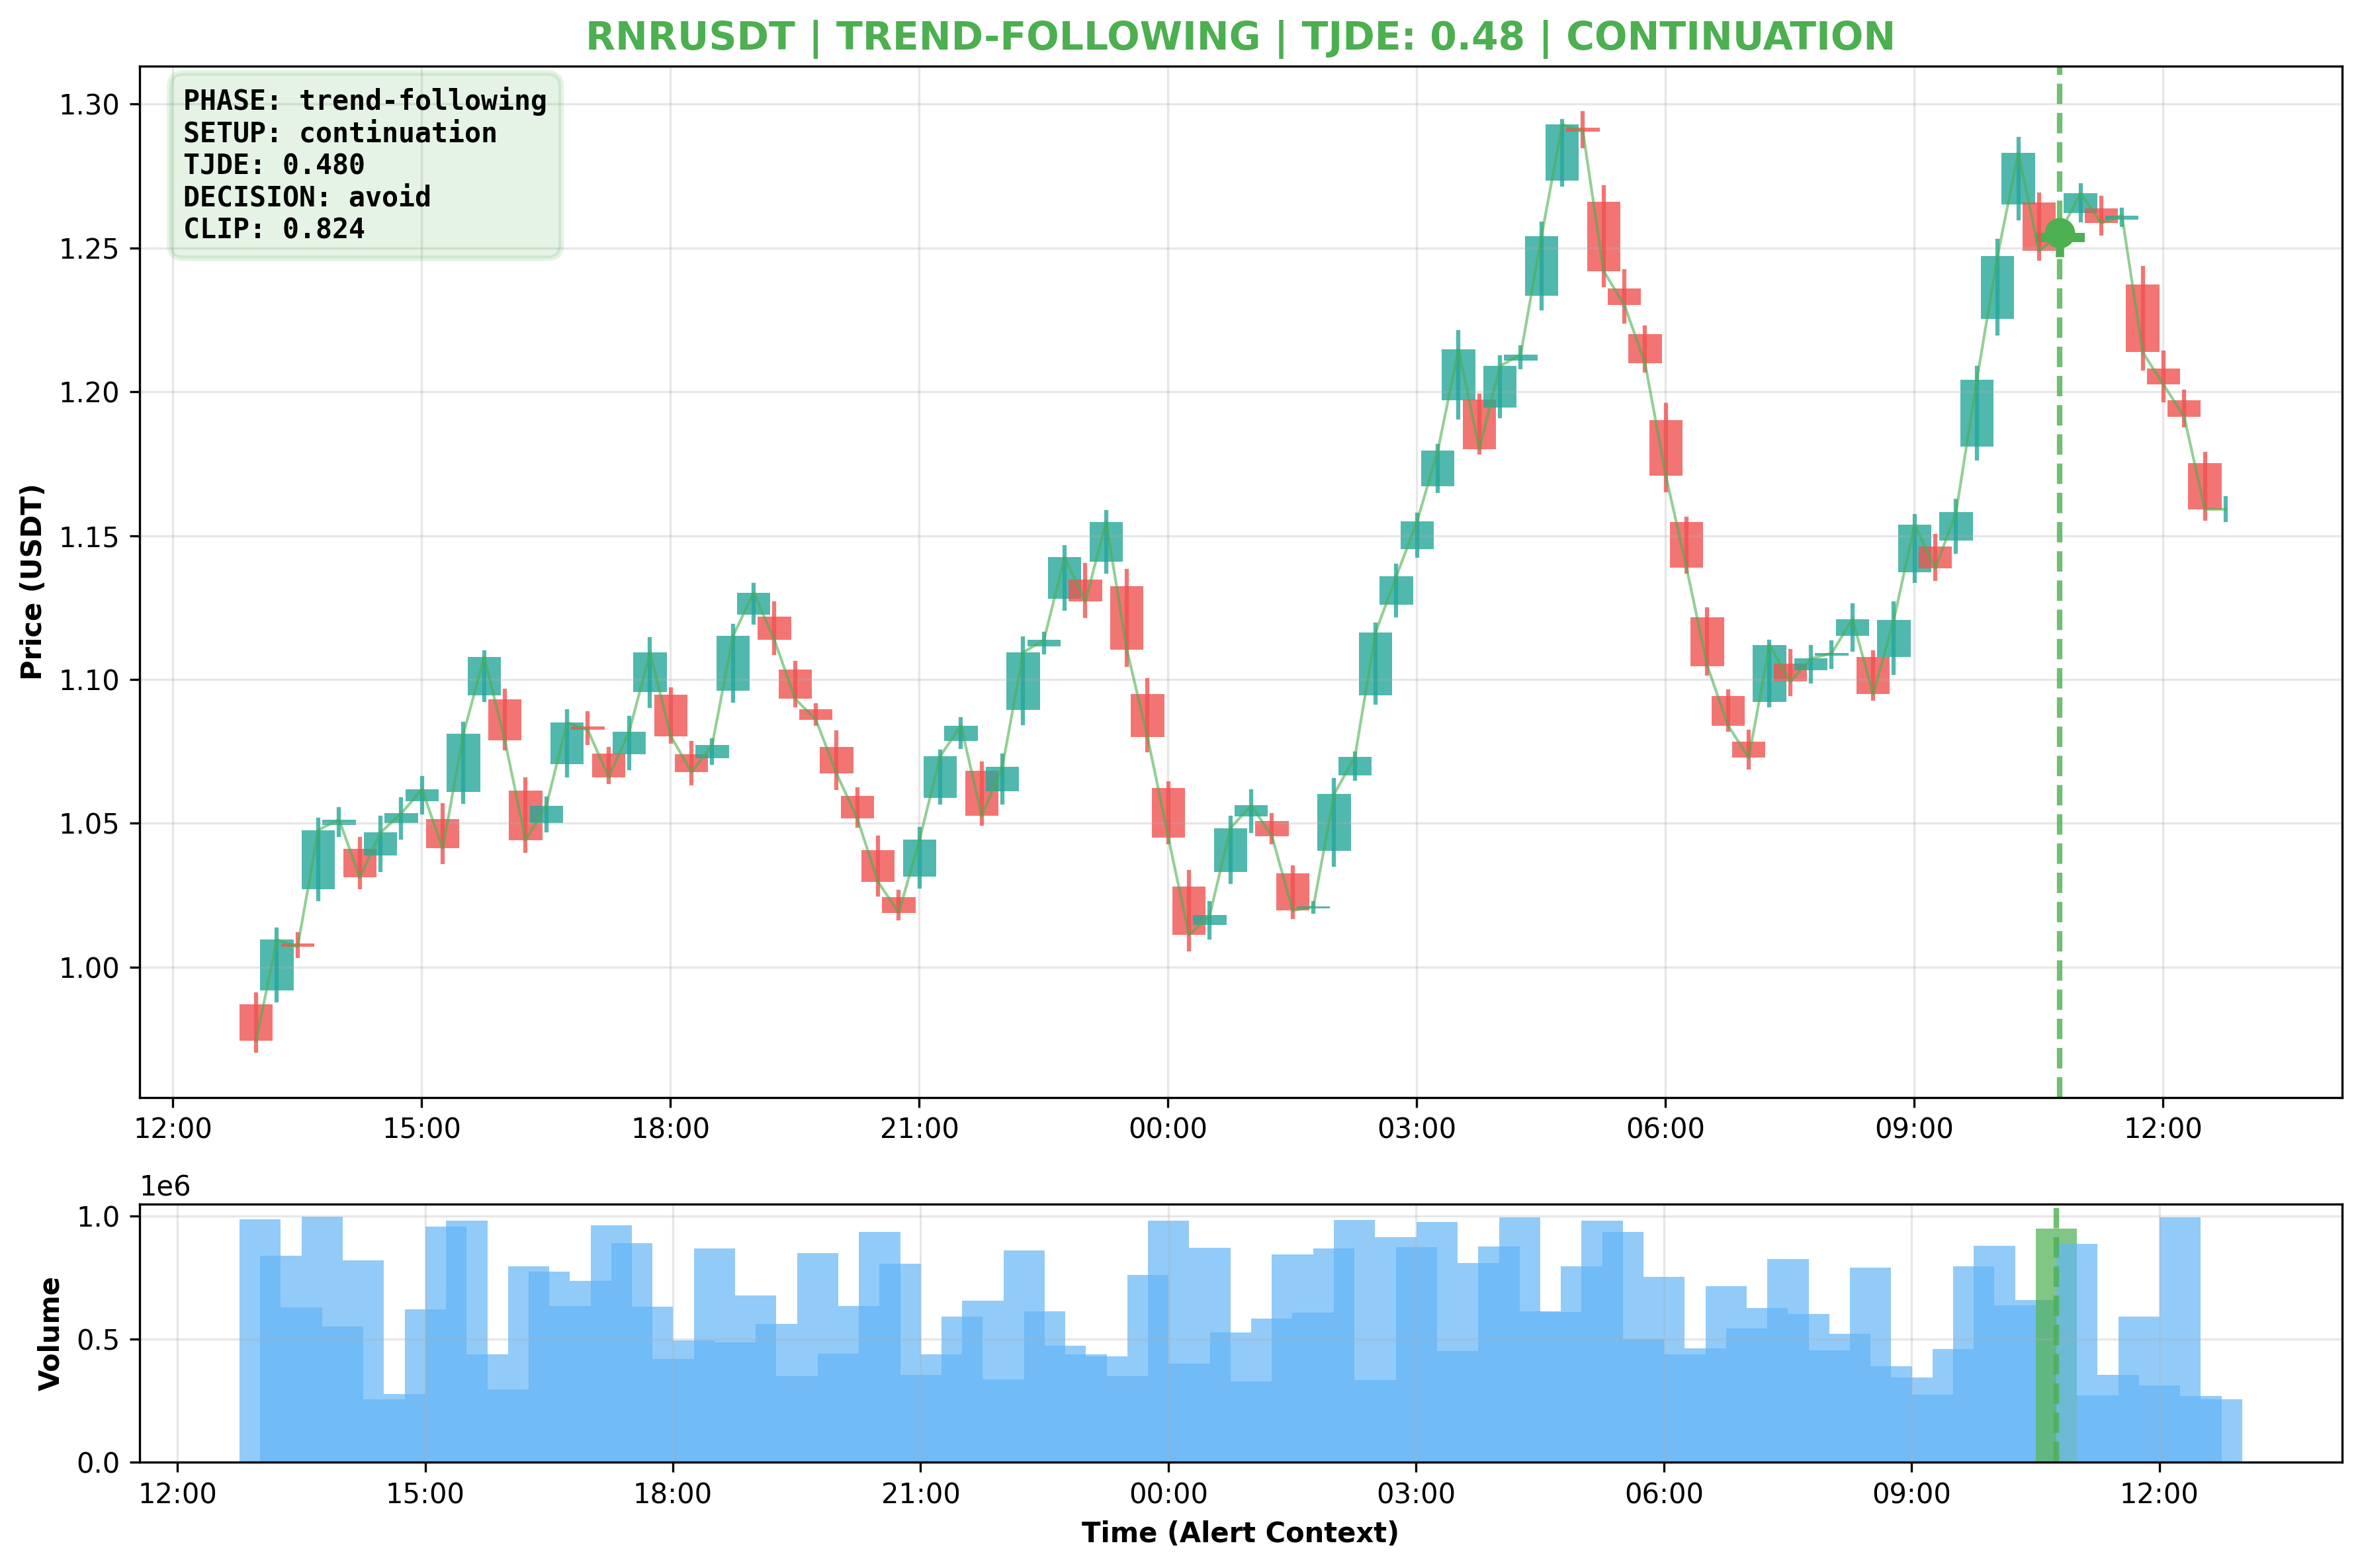 RNRUSDT | TREND-FOLLOWING | TJDE: 0.48 | CONTINUATION
PHASE: trend-following
SETUP: continuation
TJDE: 0.480
DECISION: avoid
CLIP: 0.824
Price (USDT)
1.30
1.25
1.20
1.15
1.10
1.05
1.00
12:00 15:00 18:00 21:00 00:00 03:00 06:00 09:00 12:00
1e6
Volume
1.0
0.5
0.0
12:00 15:00 18:00 21:00 00:00 03:00 06:00 09:00 12:00
Time (Alert Context)